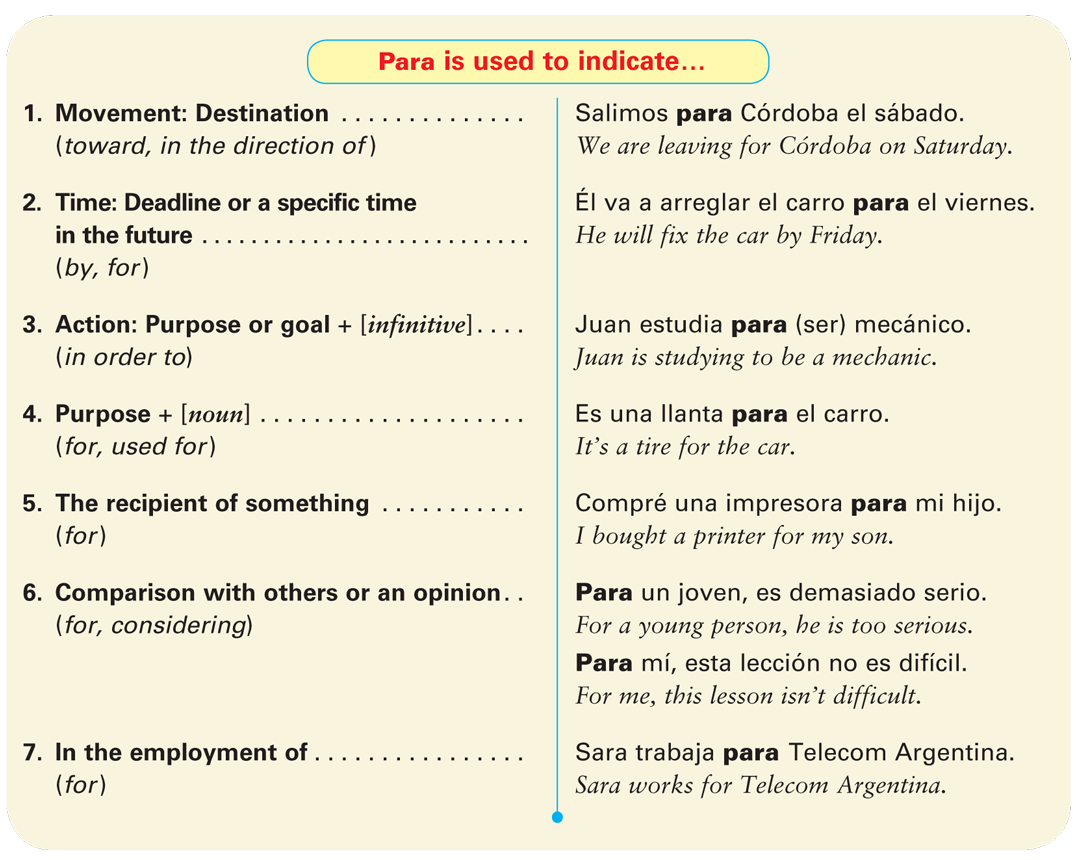 Para is used to indicate…
1. Movement: Destination . . . . . . . . . . . . . . Salimos para Córdoba el sábado.
(toward, in the direction of) We are leaving for Córdoba on Saturday.
2. Time: Deadline or a specific time Él va a arreglar el carro para el viernes.
in the future . . . . . . . . . . . . . . . . . . . . . . . . . . . He will fix the car by Friday.
(by, for)
3. Action: Purpose or goal + [infinitive] . . . . Juan estudia para (ser) mecánico.
(in order to) Juan is studying to be a mechanic.
4. Purpose + [noun] . . . . . . . . . . . . . . . . . . . . Es una llanta para el carro.
(for, used for) It's a tire for the car.
5. The recipient of something . . . . . . . . . . . Compré una impresora para mi hijo.
(for) I bought a printer for my son.
6. Comparison with others or an opinion . . Para un joven, es demasiado serio.
(for, considering) For a young person, he is too serious.
Para mí, esta lección no es difícil.
For me, this lesson isn't difficult.
7. In the employment of . . . . . . . . . . . . . . . . Sara trabaja para Telecom Argentina.
(for) Sara works for Telecom Argentina.